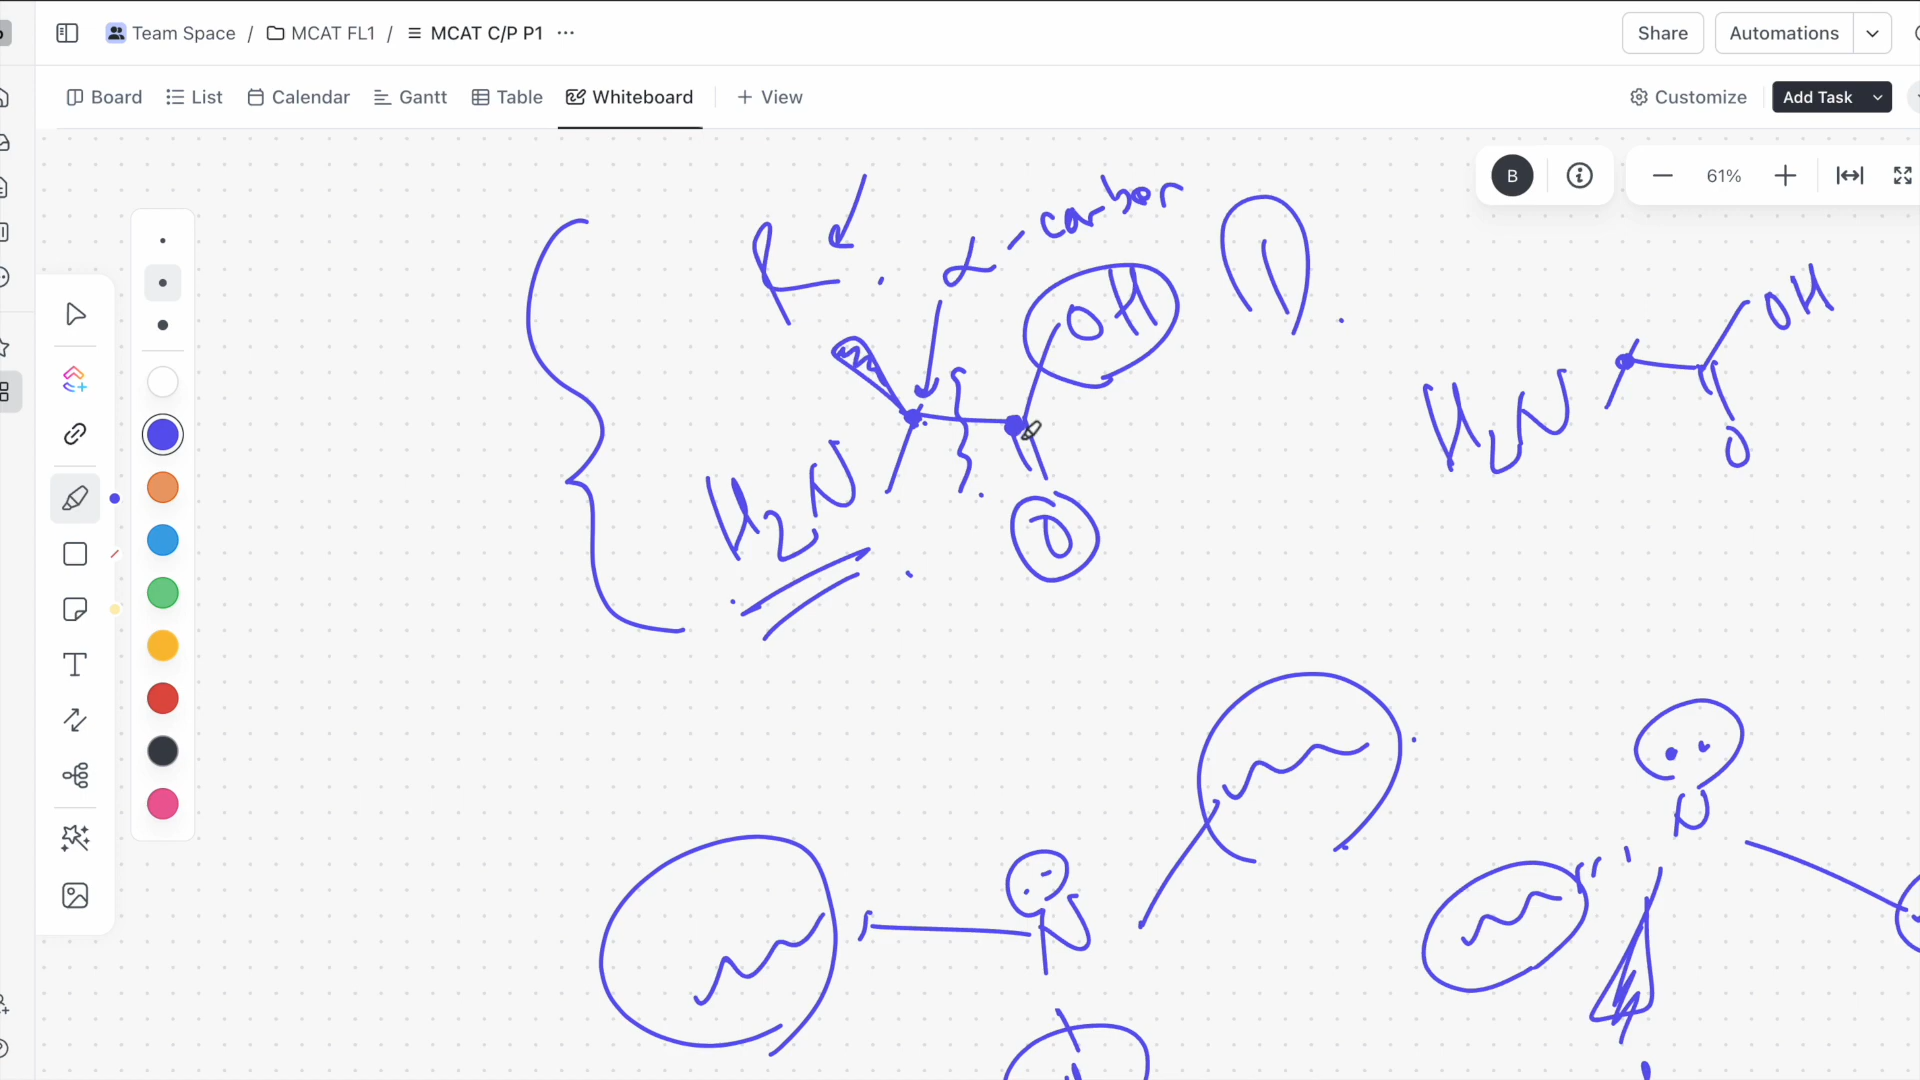 Team Space / MCAT FL1 / MCAT C/P P1 ...
Share
Automations
Board
List
Calendar
Gantt
Table
Whiteboard
+ View
Customize
Add Task
B
61%
R
α - carbon
OH
H2N
O
OH
H2N
O
N
N
T